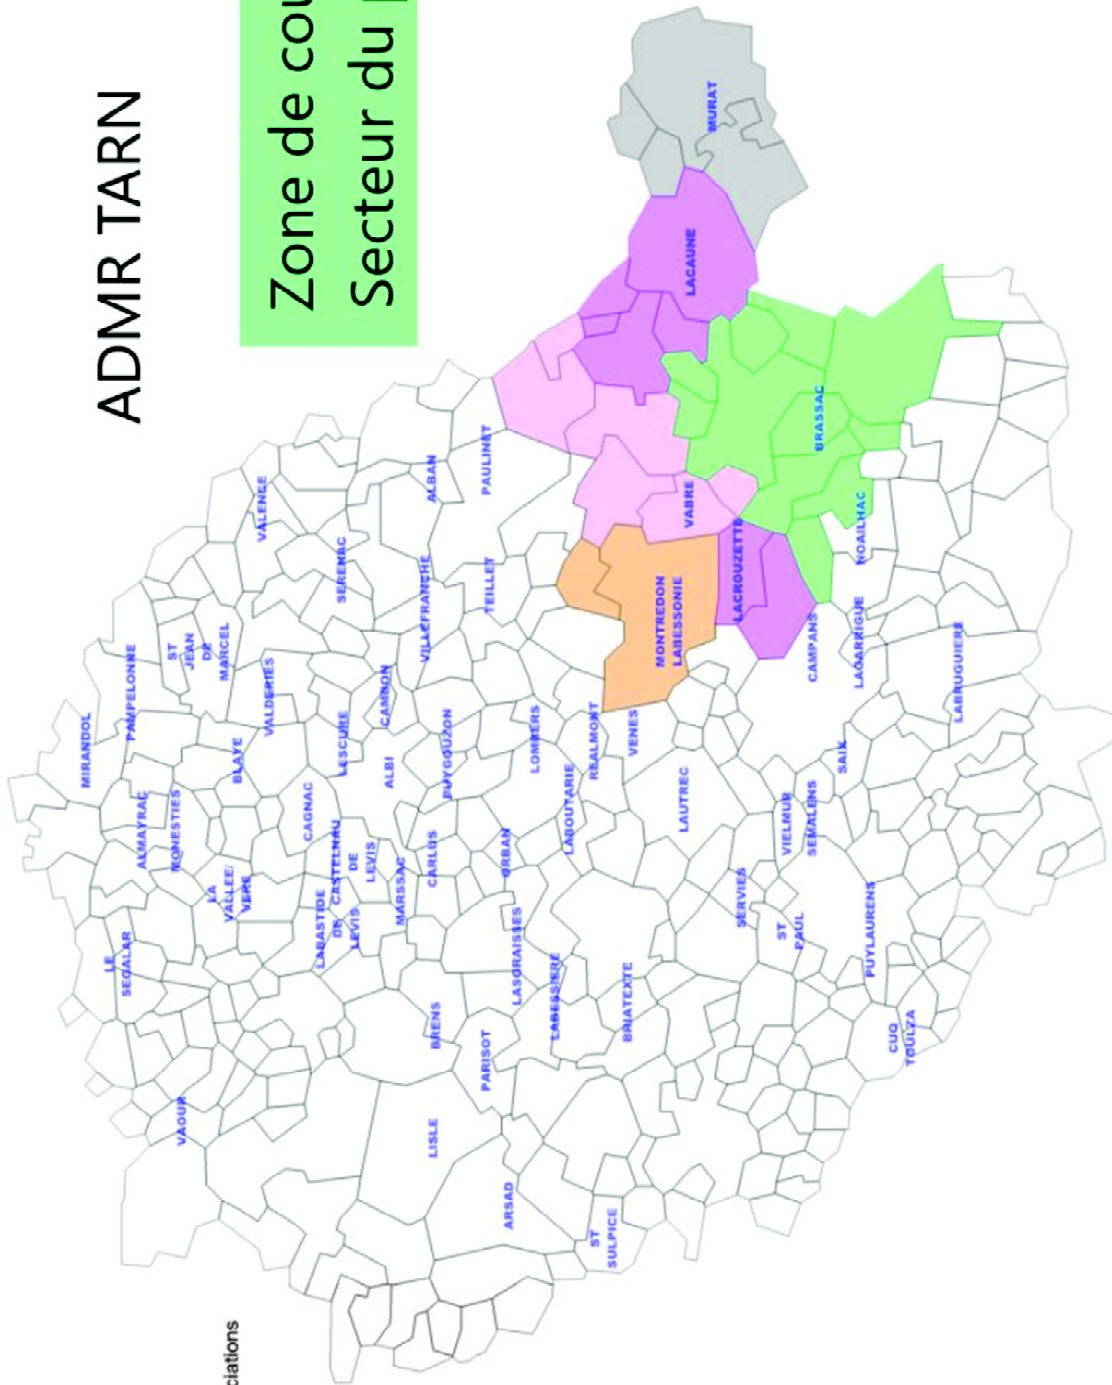 ADMR TARN
Zone de cou
Secteur du
ciations
MIRANDOL
PAMPELONNE
LE
SEGALAR
ALMAYRAC
MONESTIES
ST
JEAN
DE
MARCEL
VAOUR
LA
VALLEE/
VERE
BLAYE
VALDERIES
VALENCE
CAGNAC
LABASTIDE
DE
LEVIS
CASTELNAU
DE
LEVIS
LESCURE
SERENAC
MARSSAC
ALBI
CAMBON
VILLEFRANCHE
ALBAN
LISLE
BRENS
CARLUS
PUYGOUZON
PARISOT
TEILLET
PAULINET
ARSAD
LASGRAISSES
ORBAN
LOMBERS
LABESSIERE
LABOUTARIE
REALMONT
ST
SULPICE
BRIATEXTE
VENES
MONTREDON
LABESSONIE
LAUTREC
VABRE
LACAUNE
MURAT
SERVIES
LACROUZETTE
ST
PAUL
VIELMUR
SEMALENS
CAMPANS
BRASSAC
SAIX
LAGARRIGUE
NOAILHAC
PUYLAURENS
CUQ
TOULZA
LABRUGUIERE